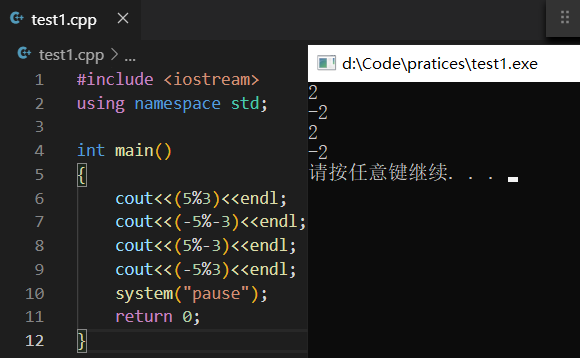 test1.cpp
test1.cpp > ...
1 #include <iostream>
2 using namespace std;
3
4 int main()
5 {
6 cout<<(5%3)<<endl;
7 cout<<(-5%-3)<<endl;
8 cout<<(5%-3)<<endl;
9 cout<<(-5%3)<<endl;
10 system("pause");
11 return 0;
12 }
d:\Code\pratices\test1.exe
2
-2
2
-2
请按任意键继续. . .